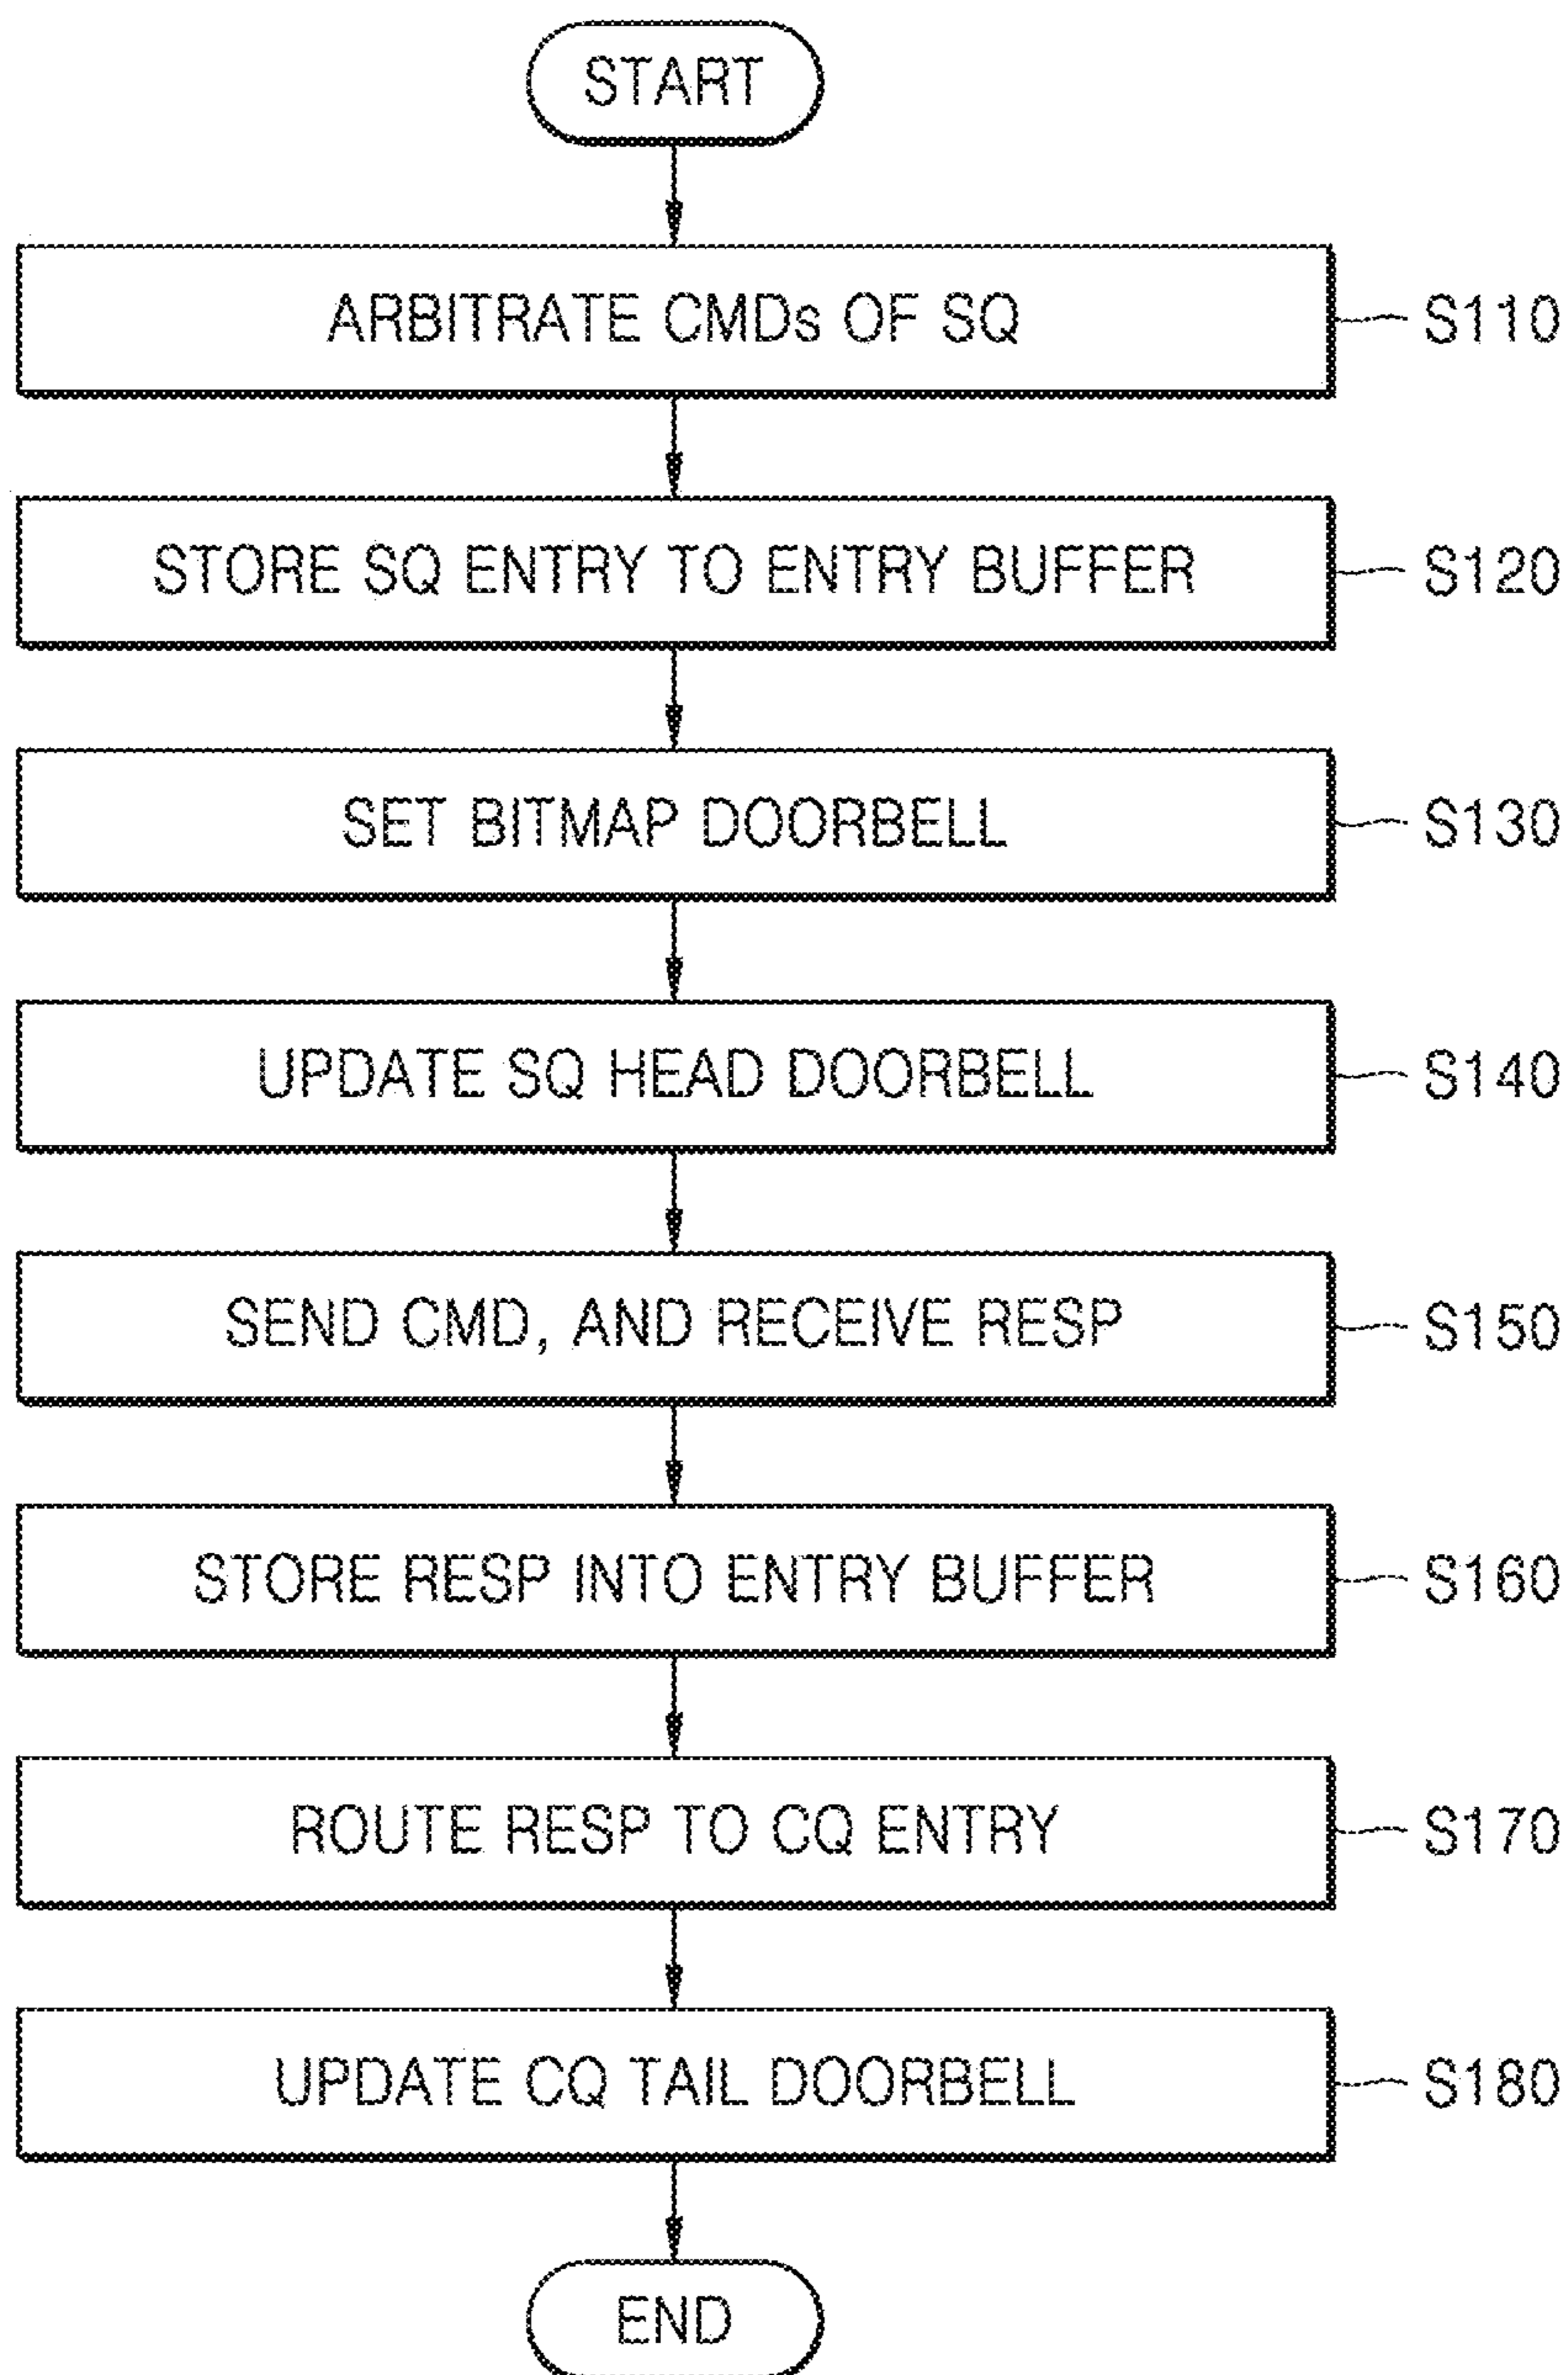 START
ARBITRATE CMDs OF SQ
S110
STORE SQ ENTRY TO ENTRY BUFFER
S120
SET BITMAP DOORBELL
S130
UPDATE SQ HEAD DOORBELL
S140
SEND CMD, AND RECEIVE RESP
S150
STORE RESP INTO ENTRY BUFFER
S160
ROUTE RESP TO CQ ENTRY
S170
UPDATE CQ TAIL DOORBELL
S180
END